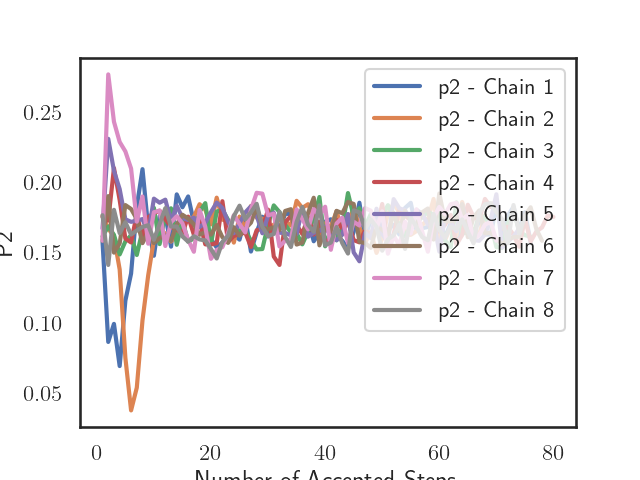 p2 - Chain 1
p2 - Chain 2
p2 - Chain 3
p2 - Chain 4
p2 - Chain 5
p2 - Chain 6
p2 - Chain 7
p2 - Chain 8
0.25
0.20
0.15
0.10
0.05
P2
0 20 40 60 80
Number of Accepted Steps